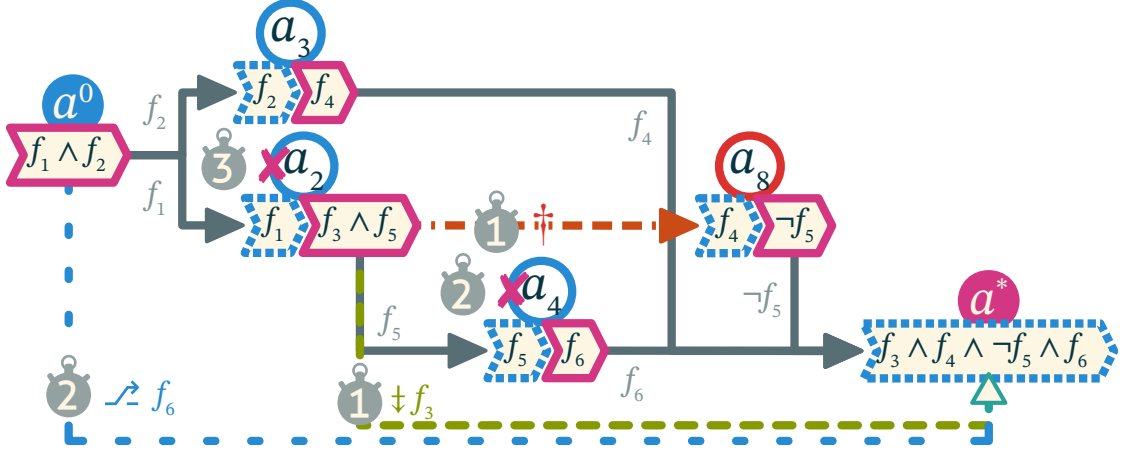 a₃
a⁰
f₂ f₄
f₂
f₁ ∧ f₂
f₄
3
a₂
a₈
f₁
f₁
f₃ ∧ f₅
1 †
f₄
¬f₅
2
a₄
¬f₅
a*
f₅
f₅ f₆
f₃ ∧ f₄ ∧ ¬f₅ ∧ f₆
f₆
2 ⎇ f₆
1 ‡ f₃